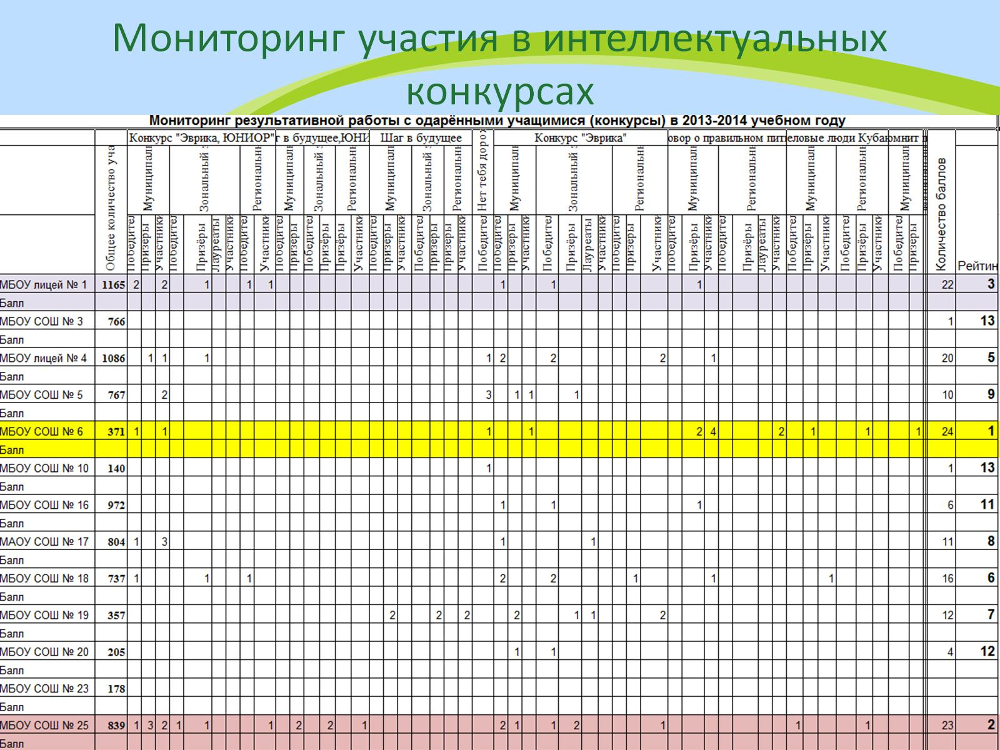 Мониторинг участия в интеллектуальных
конкурсах
Мониторинг результативной работы с одарёнными учащимися (конкурсы) в 2013-2014 учебном году
Конкурс "Эврика, ЮНИОР" г в будущее,ЮНИ Шаг в будущее Конкурс "Эврика" овор о правильном пит еловые люди Кубан омнит
Общее количество уча Муниципаль Зональный Региональн Муниципал Зональный Региональн Муниципаль Зональный Региональн Нет тебя дорож Муниципаль Зональный Региональн Муниципаль Региональн Муниципаль Региональн Муниципаль Количество баллов Рейтин
Победител Призёры Участники Победител Призёры Лауреаты Участники Победител Участники Победител Призеры Победител Призёры Призёры Участники Победител Призёры Участники Победител Призёры Призёры Участники Победител Победител Призёры Участники Победител Призёры Лауреаты Победител Призёры Участники Победител Призёры Участники Победител Призёры Лауреаты Участники Победител Призёры Участники Победител Призёры Участники Победител Призеры
МБОУ лицей № 1 1165 2 2 1 1 1 1 1 1 22 3
Балл
МБОУ СОШ № 3 766 1 13
Балл
МБОУ лицей № 4 1086 1 1 1 1 2 2 2 1 20 5
Балл
МБОУ СОШ № 5 767 2 3 1 1 1 10 9
Балл
МБОУ СОШ № 6 371 1 1 1 1 2 4 2 1 1 1 24 1
Балл
МБОУ СОШ № 10 140 1 1 13
Балл
МБОУ СОШ № 16 972 1 1 1 6 11
Балл
МАОУ СОШ № 17 804 1 3 1 1 11 8
Балл
МБОУ СОШ № 18 737 1 1 1 2 2 1 1 1 16 6
Балл
МБОУ СОШ № 19 357 2 2 2 2 1 1 2 12 7
Балл
МБОУ СОШ № 20 205 1 1 4 12
Балл
МБОУ СОШ № 23 178
Балл
МБОУ СОШ № 25 839 1 3 2 1 1 1 2 2 1 2 1 1 2 1 1 1 23 2
Балл